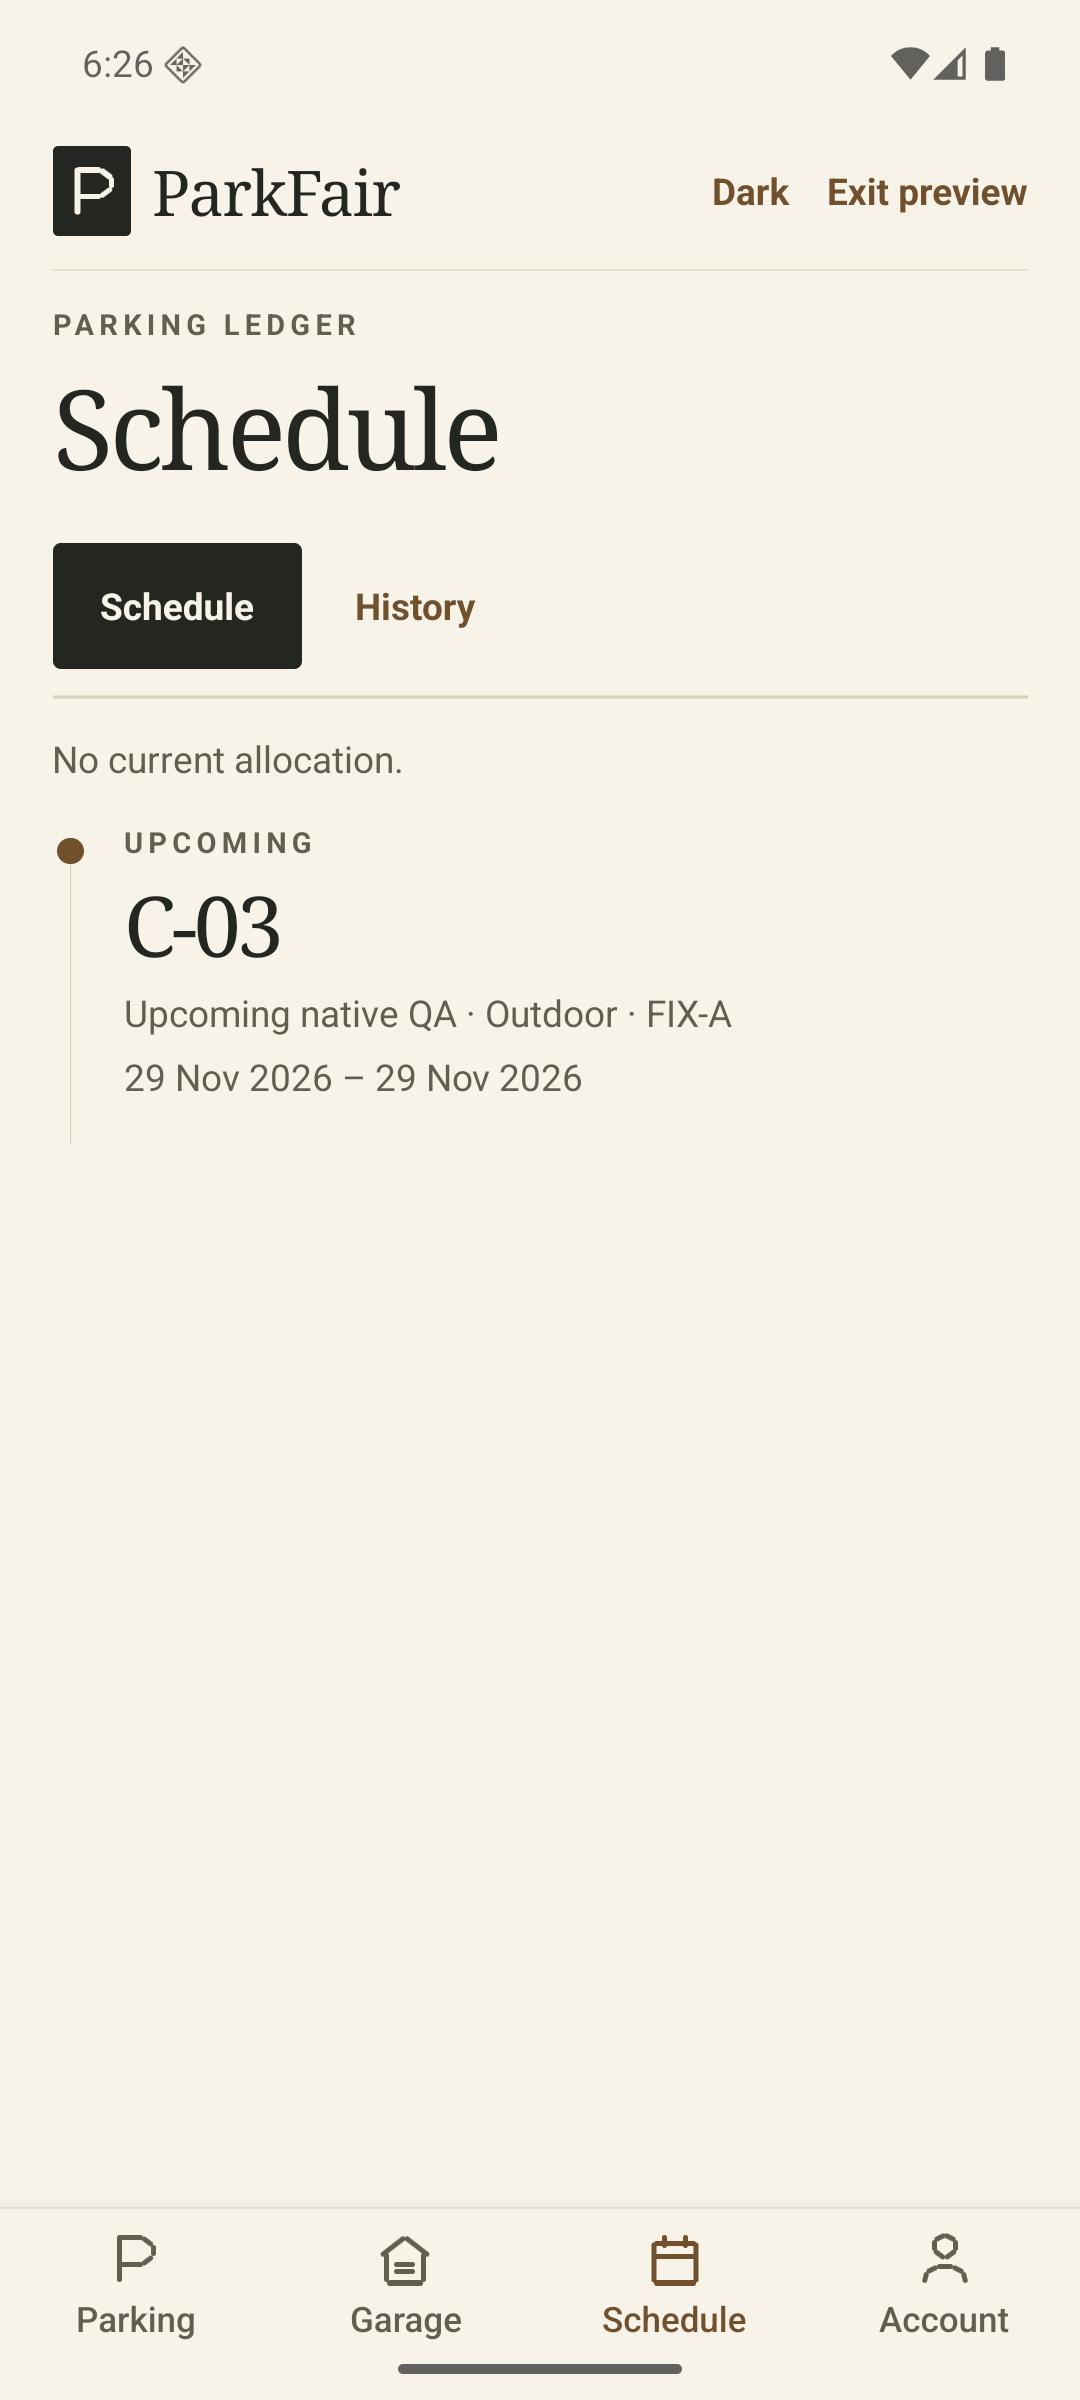 6:26
ParkFair
Dark Exit preview
PARKING LEDGER
Schedule
Schedule History
No current allocation.
UPCOMING
C-03
Upcoming native QA · Outdoor · FIX-A
29 Nov 2026 – 29 Nov 2026
Parking Garage Schedule Account